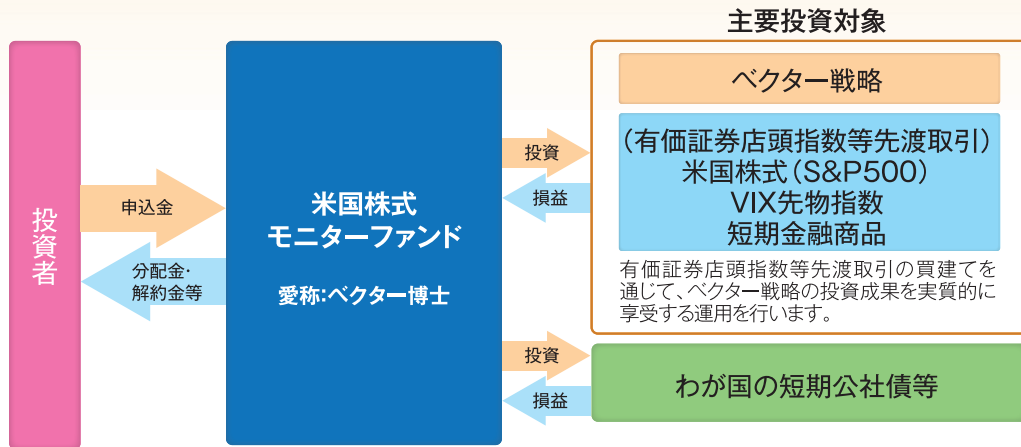 主要投資対象
投資者
申込金
分配金・
解約金等
米国株式
モニターファンド
愛称:ベクター博士
投資
損益
ベクター戦略
(有価証券店頭指数等先渡取引)
米国株式(S&P500)
VIX先物指数
短期金融商品
有価証券店頭指数等先渡取引の買建てを
通じて、ベクター戦略の投資成果を実質的に
享受する運用を行います。
投資
損益
わが国の短期公社債等